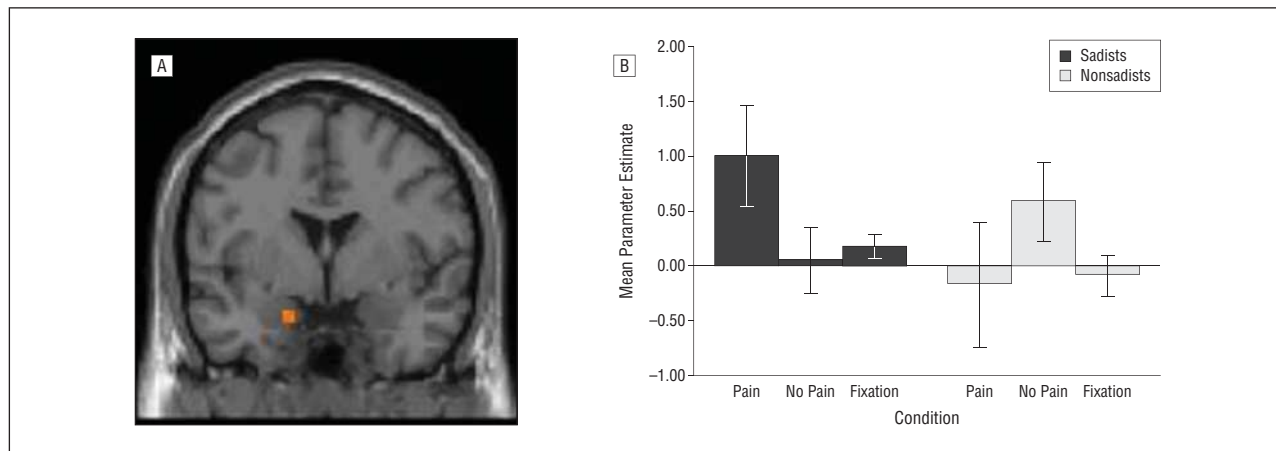 A
B
Sadists
Nonsadists
2.00
1.50
1.00
0.50
0.00
−0.50
−1.00
Mean Parameter Estimate
Pain No Pain Fixation Pain No Pain Fixation
Condition